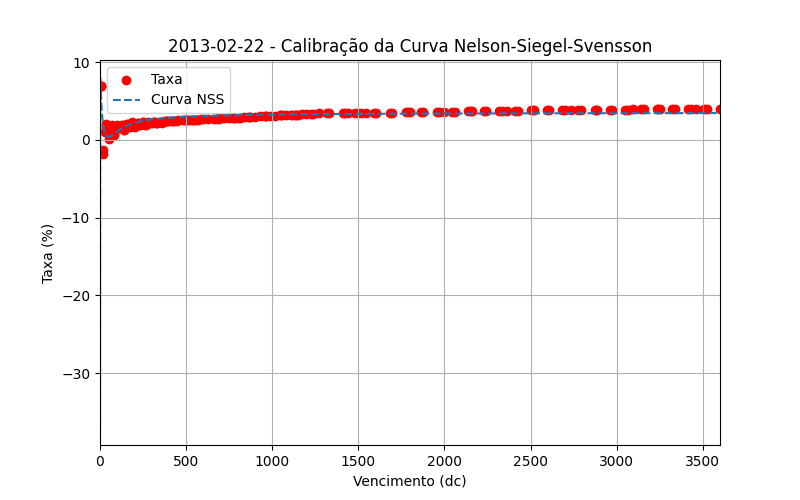 2013-02-22 - Calibração da Curva Nelson-Siegel-Svensson
10
0
−10
−20
−30
Taxa (%)
Taxa
Curva NSS
0 500 1000 1500 2000 2500 3000 3500
Vencimento (dc)